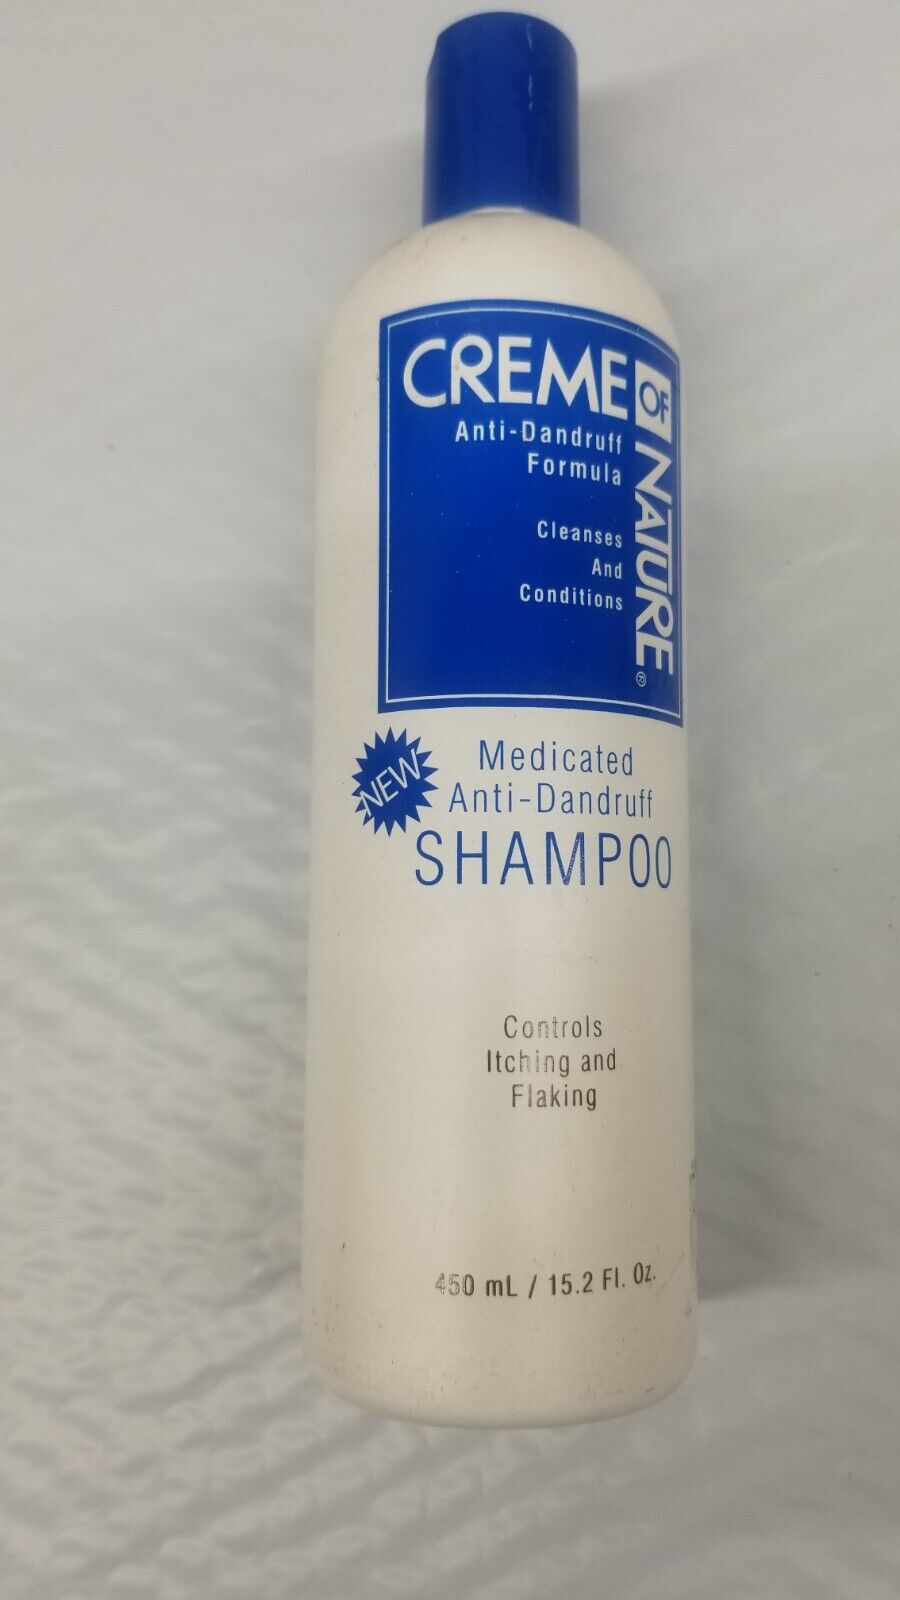 CREME OF NATURE®
Anti-Dandruff
Formula
Cleanses
And
Conditions
NEW
Medicated
Anti-Dandruff
SHAMPOO
Controls
Itching and
Flaking
450 mL / 15.2 Fl. Oz.